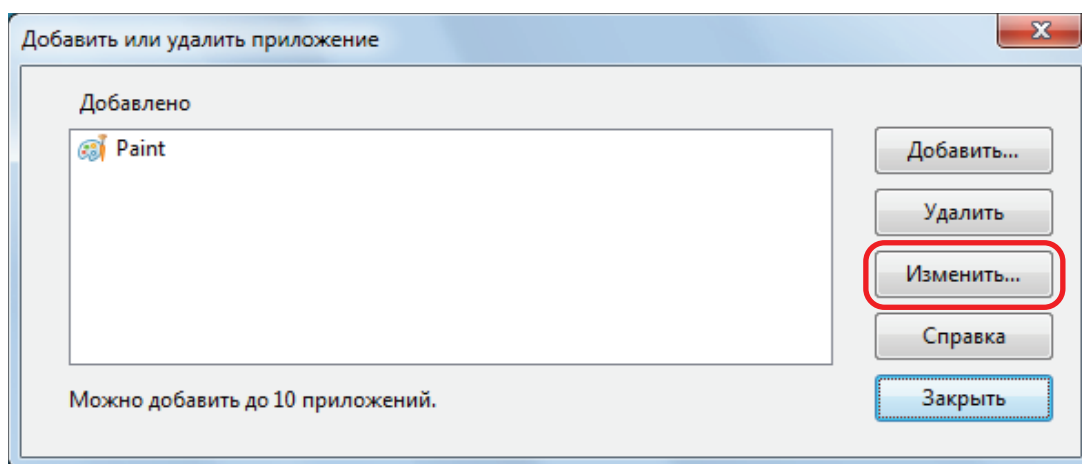 Добавить или удалить приложение
Добавлено
Paint
Добавить...
Удалить
Изменить...
Справка
Можно добавить до 10 приложений.
Закрыть